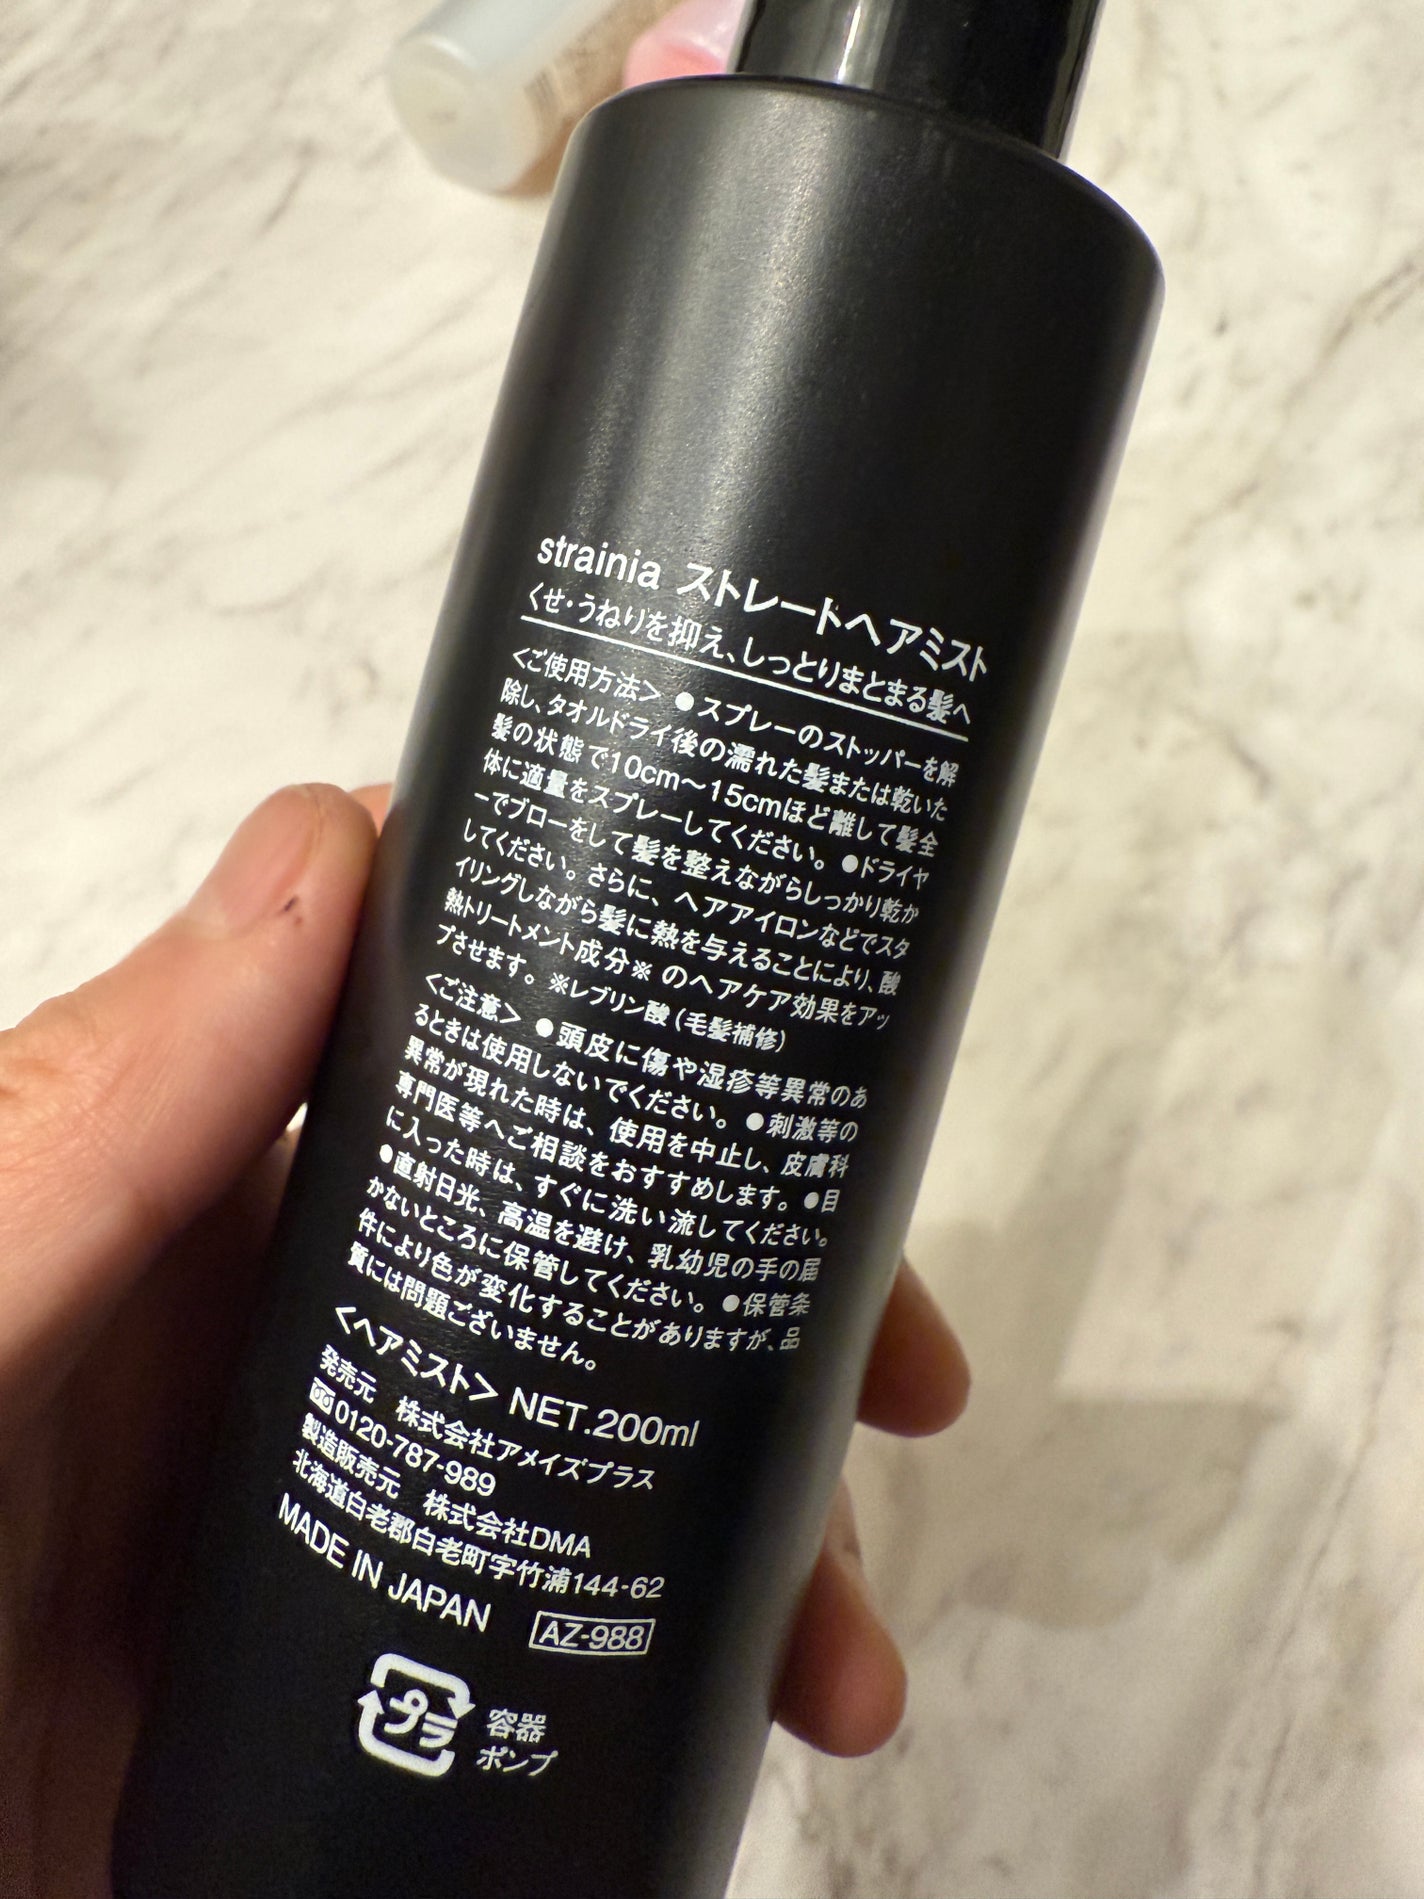 strainia ストレートヘアミスト
くせ・うねりを抑え、しっとりまとまる髪へ
＜ご使用方法＞ ●スプレーのストッパーを解
除し、タオルドライ後の濡れた髪または乾いた
髪の状態で10cm〜15cmほど離して髪全
体に適量をスプレーしてください。●ドライヤ
ーでブローをして髪を整えながらしっかり乾か
してください。さらに、ヘアアイロンなどでスタ
イリングしながら髪に熱を与えることにより、酸
熱トリートメント成分※ のヘアケア効果をアッ
プさせます。※レブリン酸（毛髪補修）
＜ご注意＞ ●頭皮に傷や湿疹等異常のあ
るときは使用しないでください。●刺激等の
異常が現れた時は、使用を中止し、皮膚科
専門医等へご相談をおすすめします。●目
に入った時は、すぐに洗い流してください。
●直射日光、高温を避け、乳幼児の手の届
かないところに保管してください。●保管条
件により色が変化することがありますが、品
質には問題ございません。
＜ヘアミスト＞ NET.200ml
発売元 株式会社アメイズプラス
0120-787-989
製造販売元 株式会社DMA
北海道白老郡白老町字竹浦144-62
MADE IN JAPAN AZ-988
プラ 容器
ポンプ